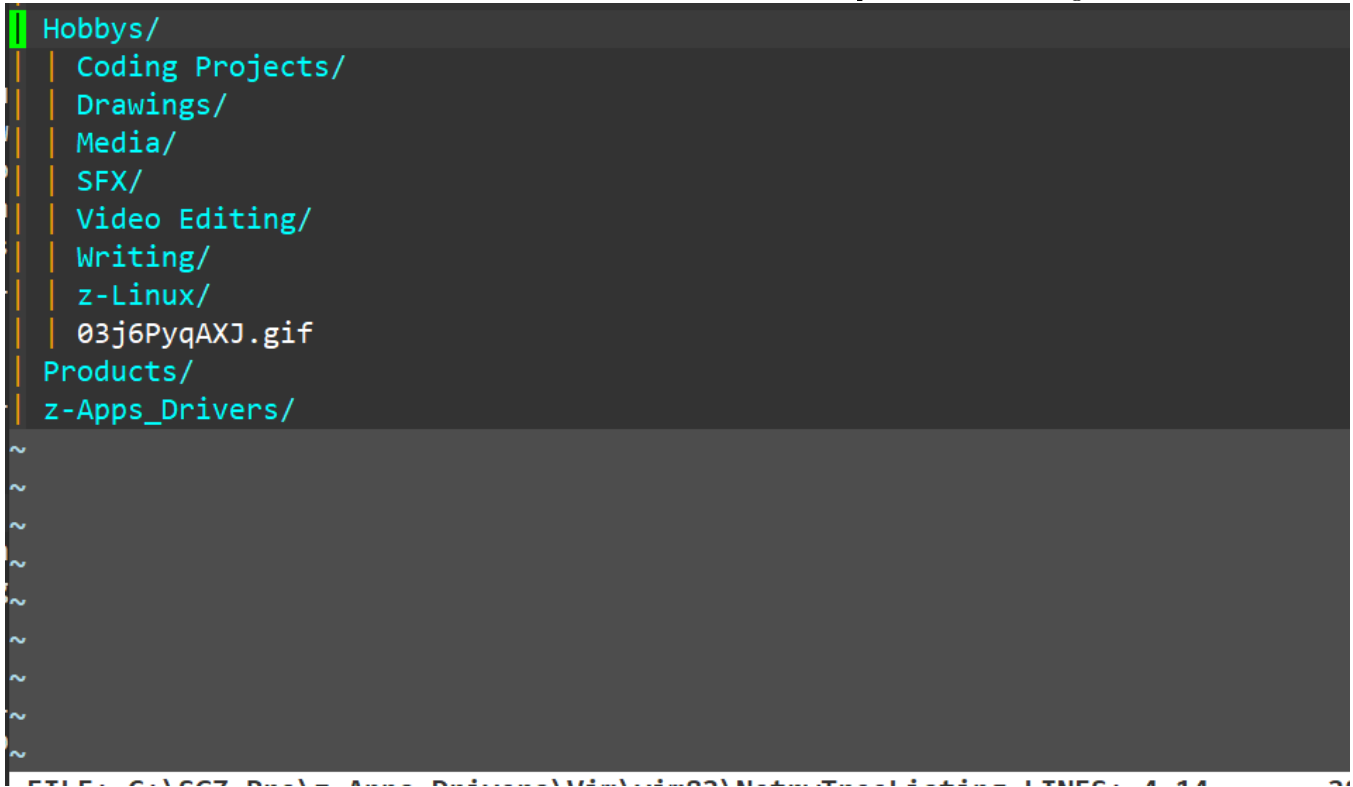 | Hobbys/
| | Coding Projects/
| | Drawings/
| | Media/
| | SFX/
| | Video Editing/
| | Writing/
| | z-Linux/
| | 03j6PyqAXJ.gif
| Products/
| z-Apps_Drivers/
~
~
~
~
~
~
~
~
~